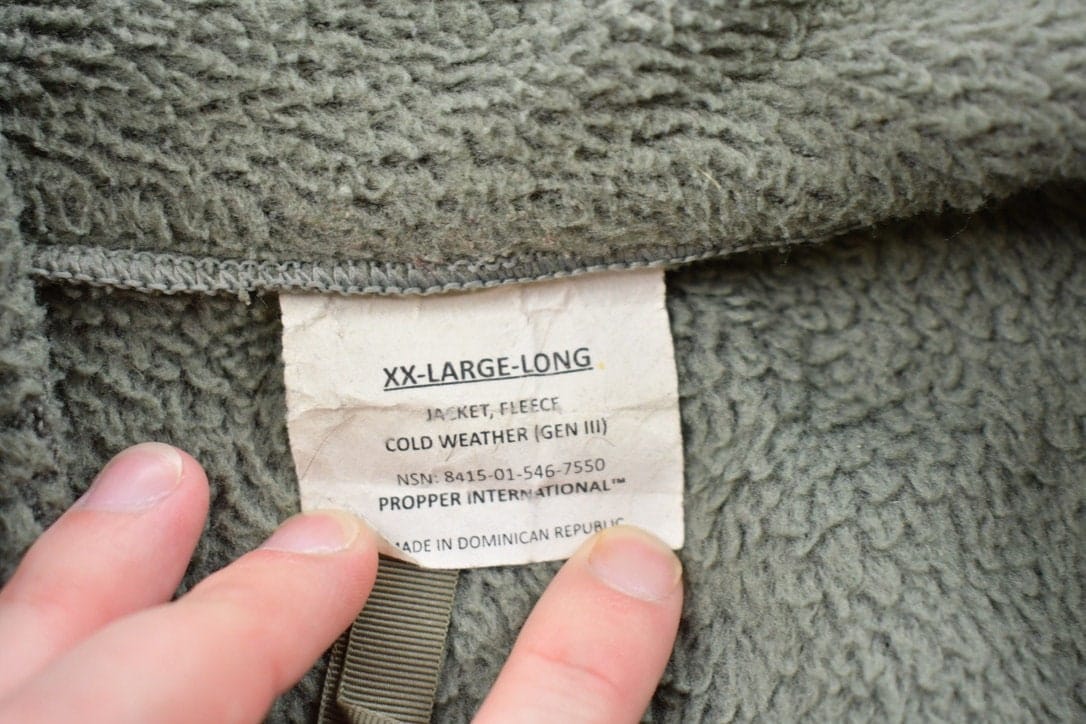 XX-LARGE-LONG
JACKET, FLEECE
COLD WEATHER (GEN III)
NSN: 8415-01-546-7550
PROPPER INTERNATIONAL™
MADE IN DOMINICAN REPUBLIC